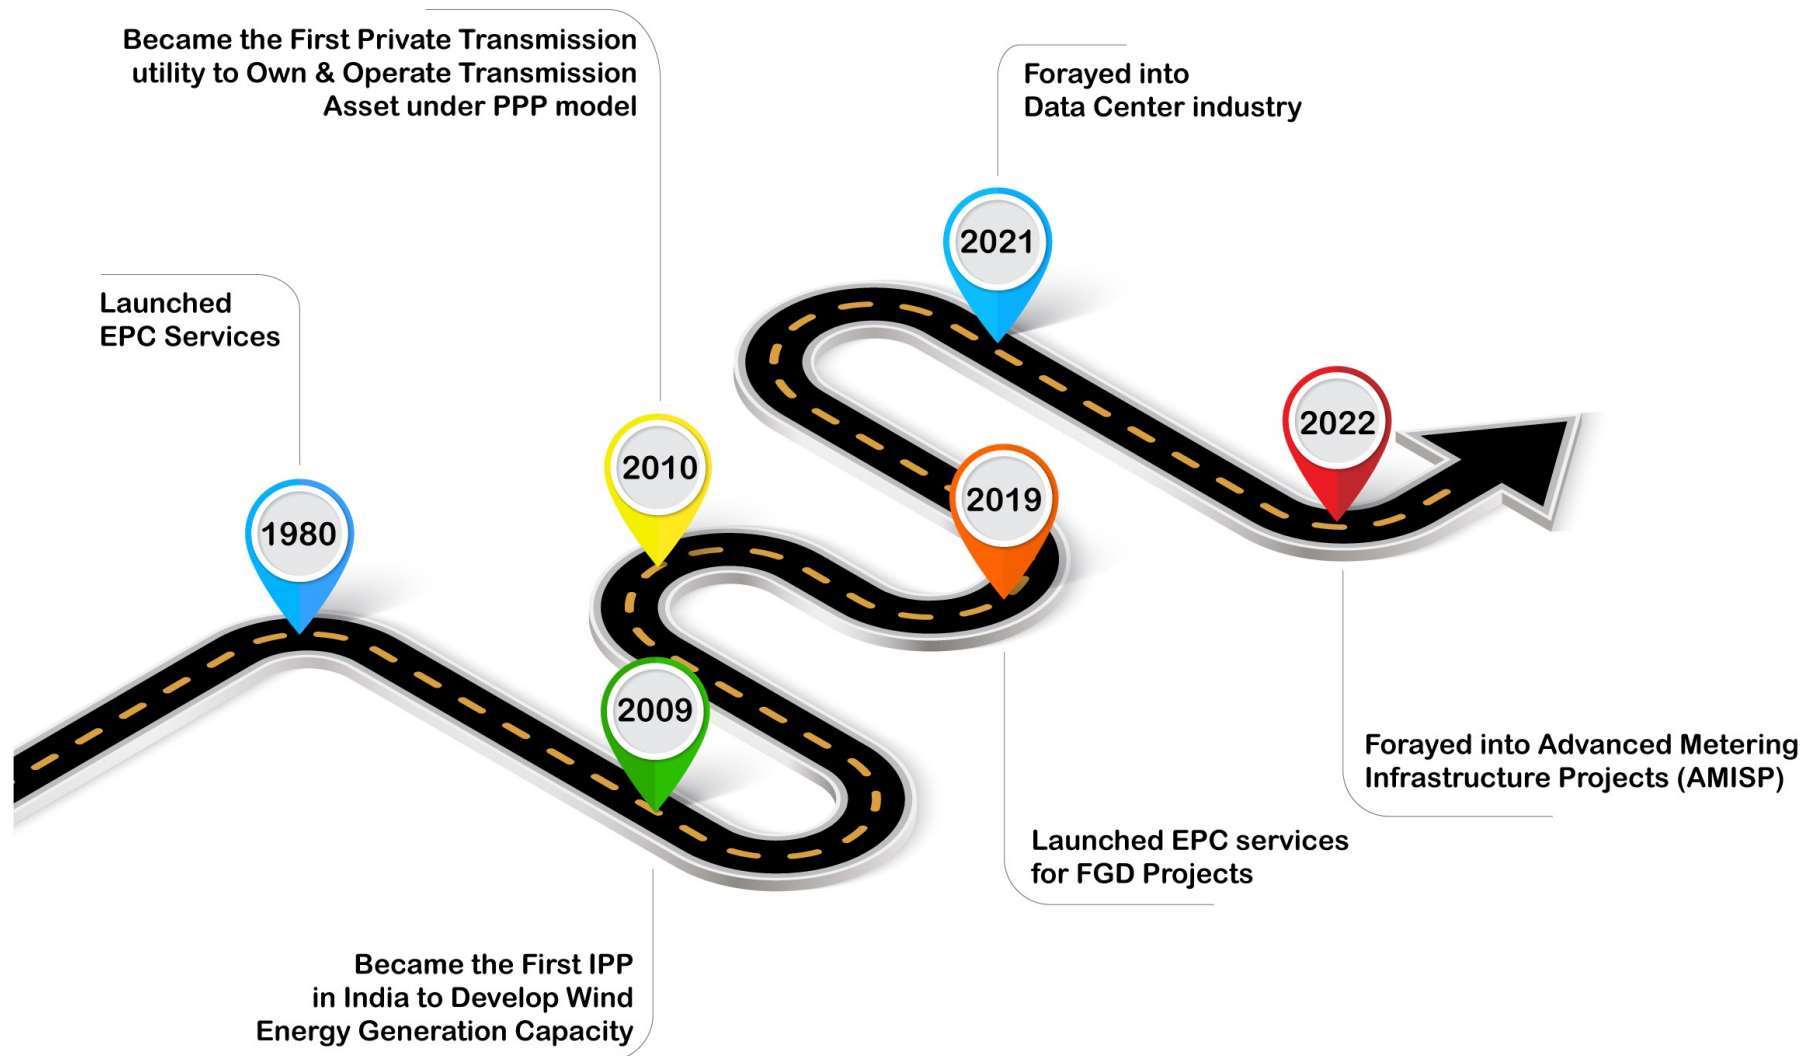 Became the First Private Transmission
utility to Own & Operate Transmission
Asset under PPP model
Forayed into
Data Center industry
2021
Launched
EPC Services
2022
2010
2019
1980
2009
Forayed into Advanced Metering
Infrastructure Projects (AMISP)
Launched EPC services
for FGD Projects
Became the First IPP
in India to Develop Wind
Energy Generation Capacity